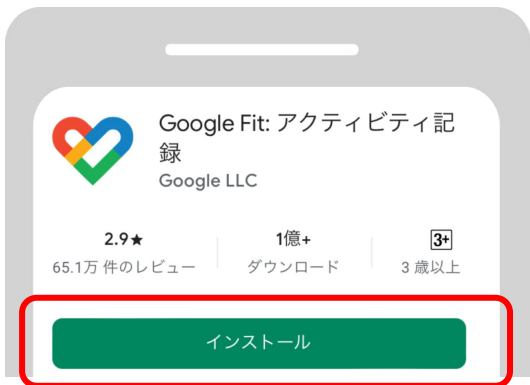 Google Fit: アクティビティ記
録
Google LLC
2.9★ 1億+ 3+
65.1万 件のレビュー ダウンロード 3 歳以上
インストール